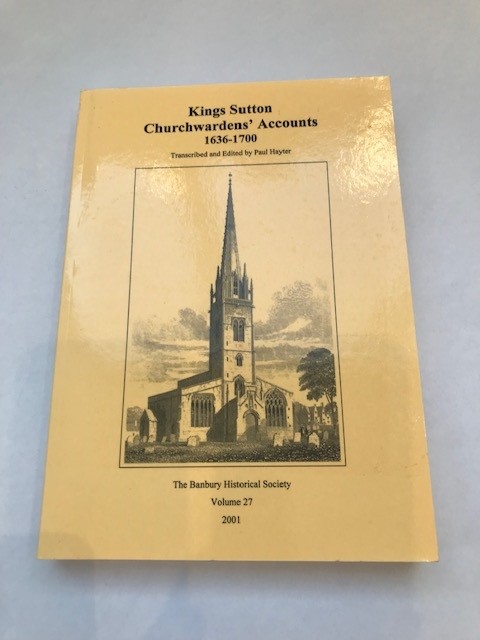 Kings Sutton
Churchwardens' Accounts
1636-1700
Transcribed and Edited by Paul Hayter
The Banbury Historical Society
Volume 27
2001